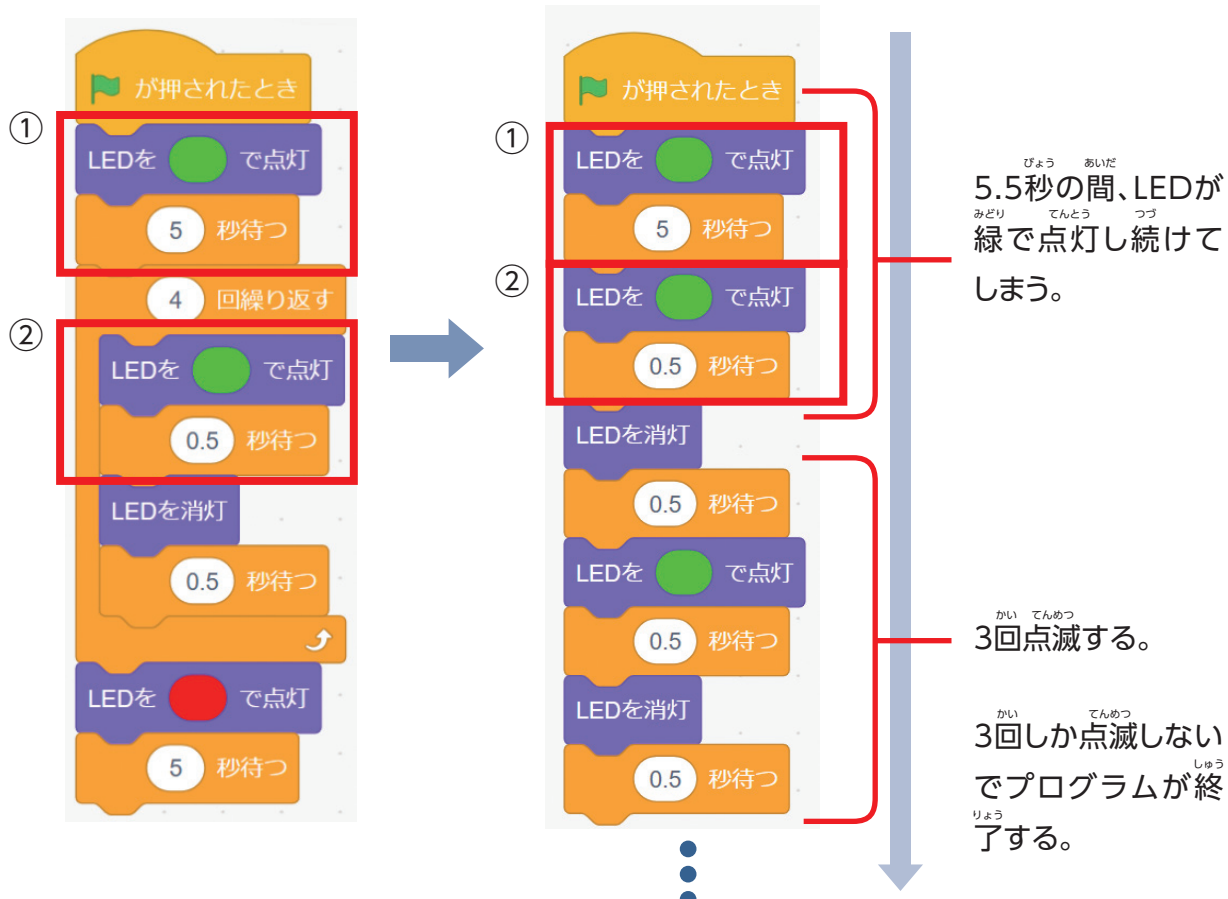 が押されたとき
①
LEDを で点灯
5 秒待つ
4 回繰り返す
②
LEDを で点灯
0.5 秒待つ
LEDを消灯
0.5 秒待つ
LEDを で点灯
5 秒待つ
が押されたとき
①
LEDを で点灯
5 秒待つ
②
LEDを で点灯
0.5 秒待つ
LEDを消灯
0.5 秒待つ
LEDを で点灯
0.5 秒待つ
LEDを消灯
0.5 秒待つ
びょう あいだ
5.5秒の間、LEDが
みどり てんとう つづ
緑で点灯し続けて
しまう。
かい てんめつ
3回点滅する。
かい てんめつ
3回しか点滅しない
しゅう
でプログラムが終
りょう
了する。